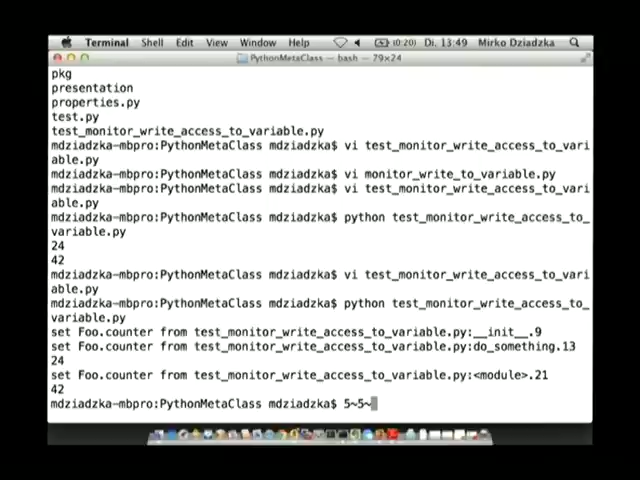 Terminal Shell Edit View Window Help (0:20) Di. 13:49 Mirko Dziadzka
PythonMetaClass — bash — 79×24
pkg
presentation
properties.py
test.py
test_monitor_write_access_to_variable.py
mdziadzka-mbpro:PythonMetaClass mdziadzka$ vi test_monitor_write_access_to_vari
able.py
mdziadzka-mbpro:PythonMetaClass mdziadzka$ vi monitor_write_to_variable.py
mdziadzka-mbpro:PythonMetaClass mdziadzka$ vi test_monitor_write_access_to_vari
able.py
mdziadzka-mbpro:PythonMetaClass mdziadzka$ python test_monitor_write_access_to_
variable.py
24
42
mdziadzka-mbpro:PythonMetaClass mdziadzka$ vi test_monitor_write_access_to_vari
able.py
mdziadzka-mbpro:PythonMetaClass mdziadzka$ python test_monitor_write_access_to_
variable.py
set Foo.counter from test_monitor_write_access_to_variable.py:__init__.9
set Foo.counter from test_monitor_write_access_to_variable.py:do_something.13
24
set Foo.counter from test_monitor_write_access_to_variable.py:<module>.21
42
mdziadzka-mbpro:PythonMetaClass mdziadzka$ 5~5~